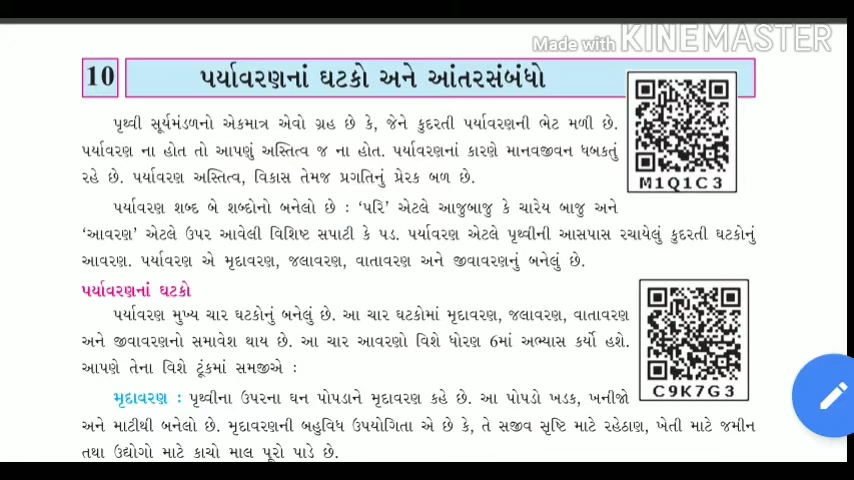 Made with KINEMASTER
10
પર્યાવરણનાં ઘટકો અને આંતરસંબંધો
પૃથ્વી સૂર્યમંડળનો એકમાત્ર એવો ગ્રહ છે કે, જેને કુદરતી પર્યાવરણની ભેટ મળી છે.
પર્યાવરણ ના હોત તો આપણું અસ્તિત્વ જ ના હોત. પર્યાવરણનાં કારણે માનવજીવન ધબકતું
રહે છે. પર્યાવરણ અસ્તિત્વ, વિકાસ તેમજ પ્રગતિનું પ્રેરક બળ છે.
M1Q1C3
પર્યાવરણ શબ્દ બે શબ્દોનો બનેલો છે : ‘પરિ’ એટલે આજુબાજુ કે ચારેય બાજુ અને
‘આવરણ’ એટલે ઉપર આવેલી વિશિષ્ટ સપાટી કે પડ. પર્યાવરણ એટલે પૃથ્વીની આસપાસ રચાયેલું કુદરતી ઘટકોનું
આવરણ. પર્યાવરણ એ મૃદાવરણ, જલાવરણ, વાતાવરણ અને જીવાવરણનું બનેલું છે.
પર્યાવરણનાં ઘટકો
પર્યાવરણ મુખ્ય ચાર ઘટકોનું બનેલું છે. આ ચાર ઘટકોમાં મૃદાવરણ, જલાવરણ, વાતાવરણ
અને જીવાવરણનો સમાવેશ થાય છે. આ ચાર આવરણો વિશે ધોરણ 6માં અભ્યાસ કર્યો હશે.
આપણે તેના વિશે ટૂંકમાં સમજીએ :
C9K7G3
મૃદાવરણ : પૃથ્વીના ઉપરના ઘન પોપડાને મૃદાવરણ કહે છે. આ પોપડો ખડક, ખનીજો
અને માટીથી બનેલો છે. મૃદાવરણની બહુવિધ ઉપયોગિતા એ છે કે, તે સજીવ સૃષ્ટિ માટે રહેઠાણ, ખેતી માટે જમીન
તથા ઉદ્યોગો માટે કાચો માલ પૂરો પાડે છે.